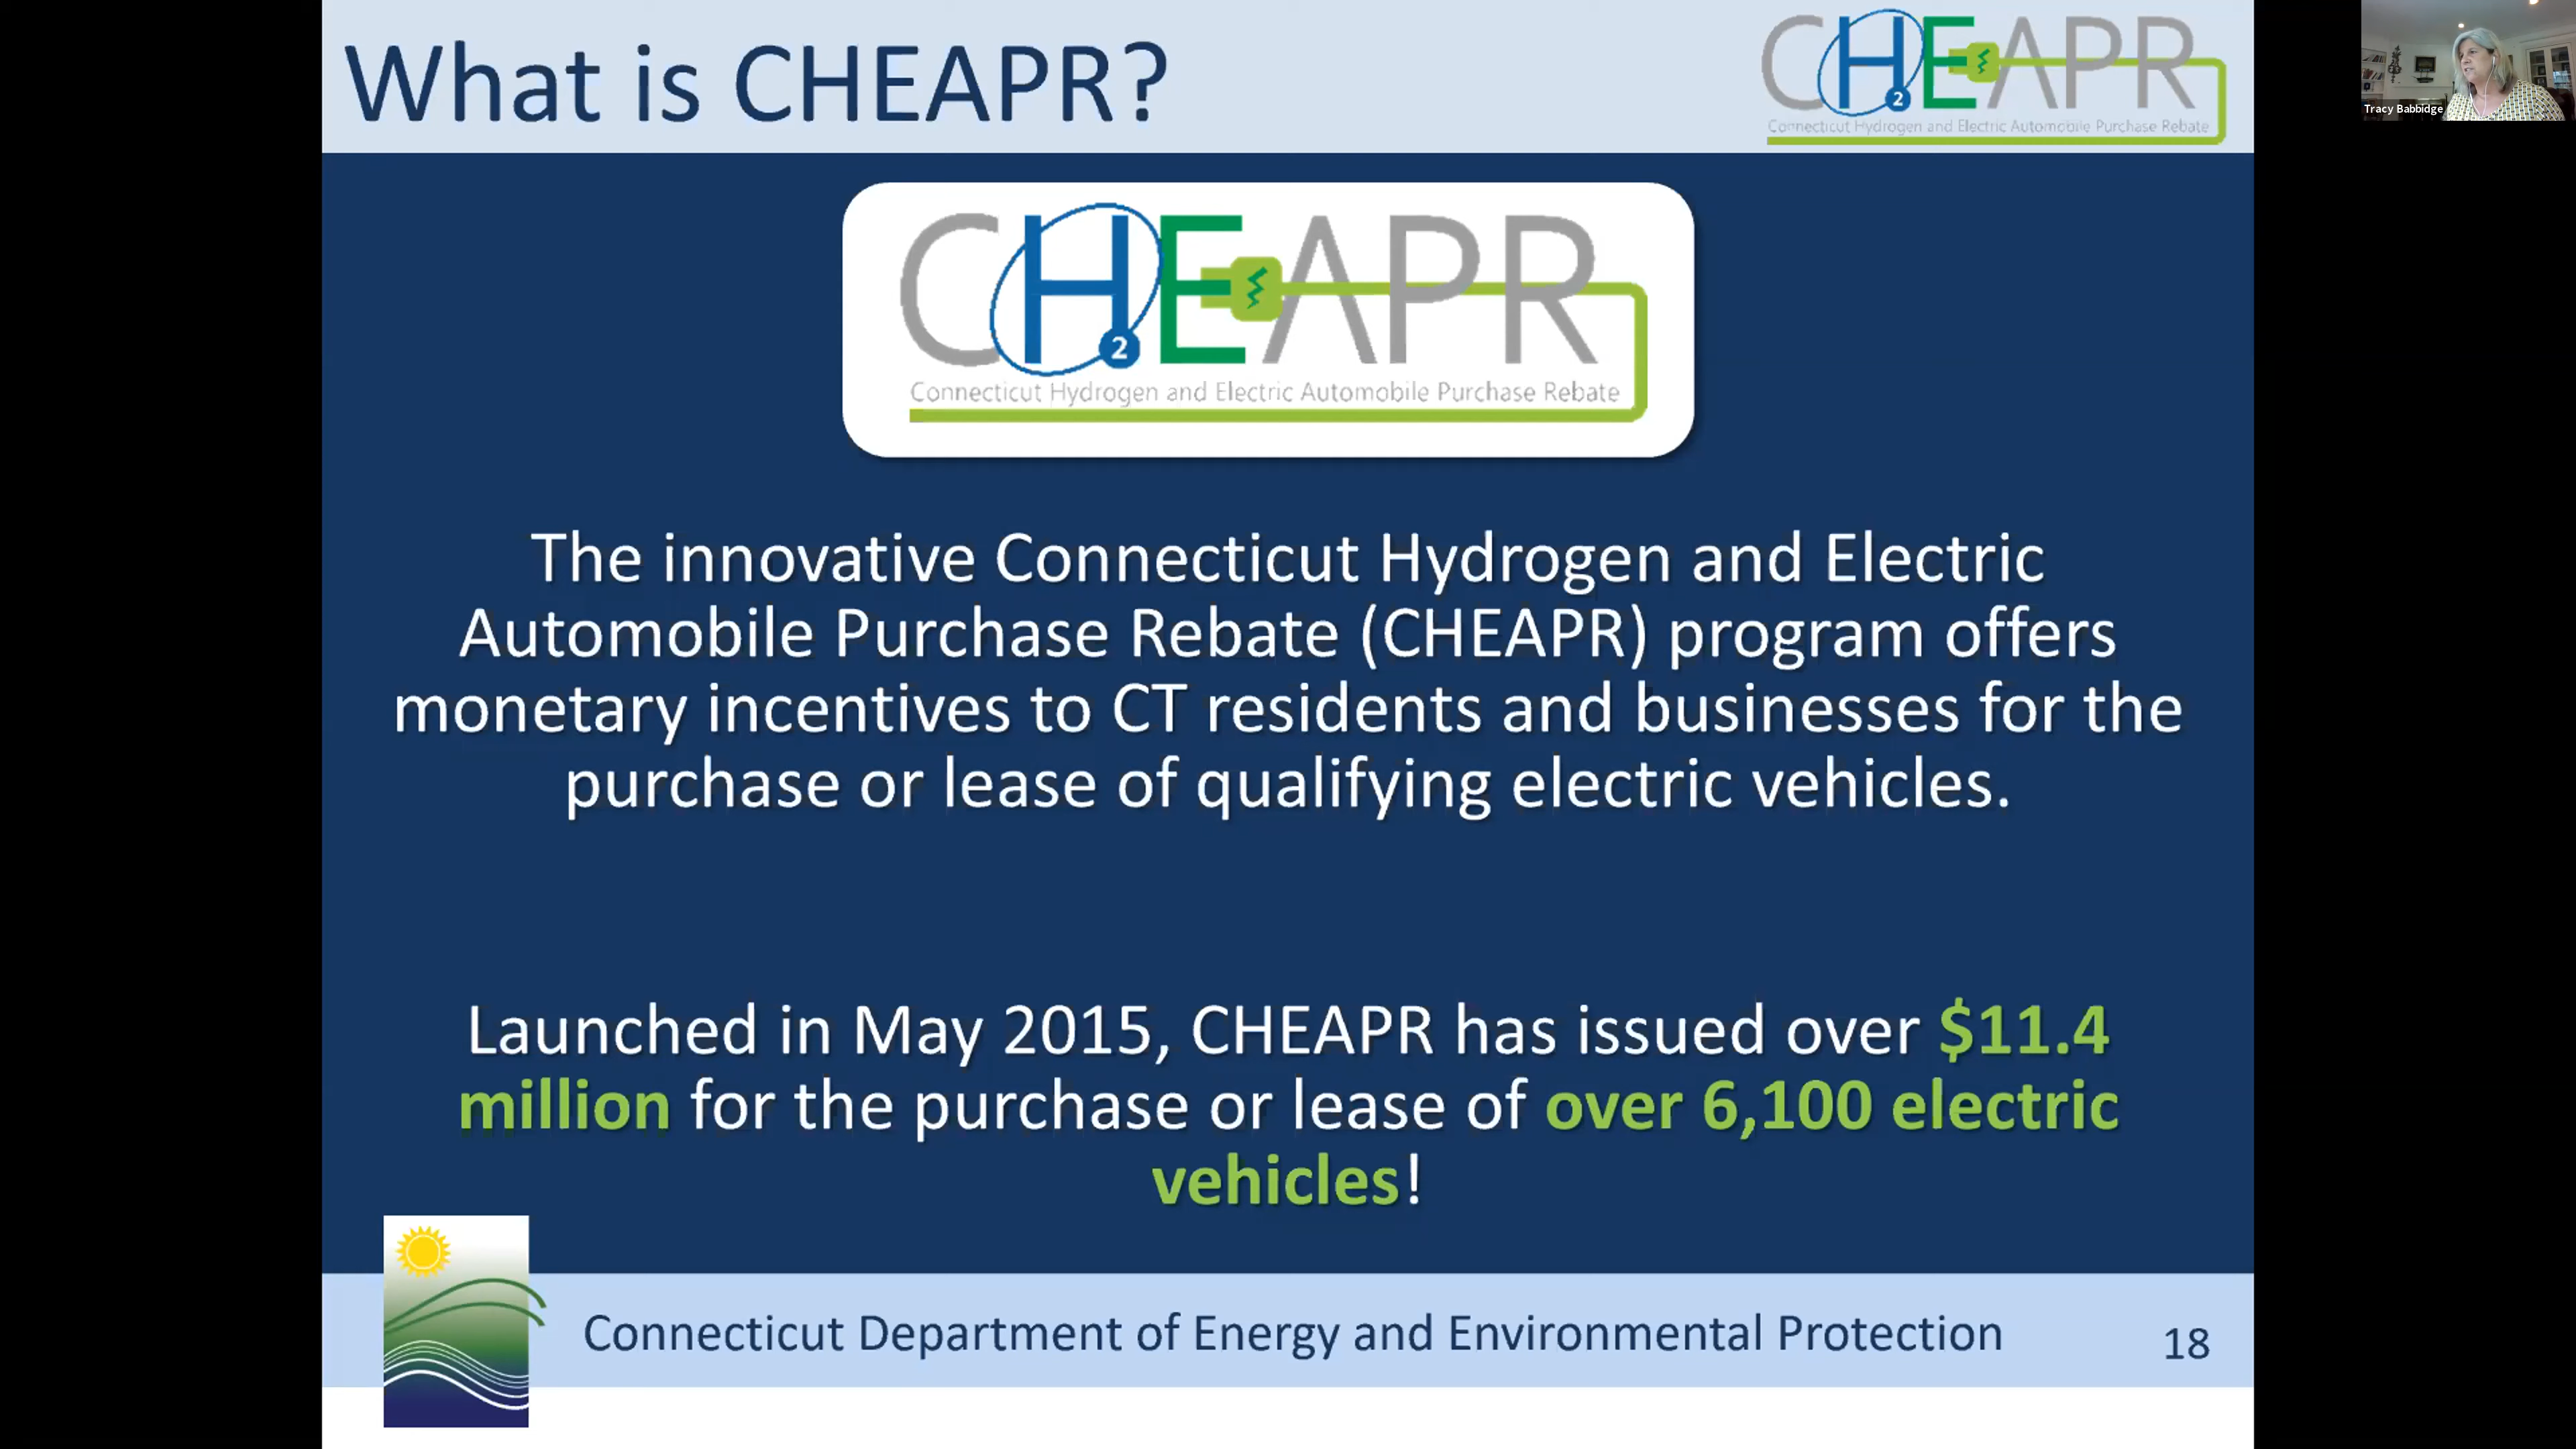 What is CHEAPR?
CH2EAPR
Connecticut Hydrogen and Electric Automobile Purchase Rebate
Tracy Babbidge
CH2EAPR
Connecticut Hydrogen and Electric Automobile Purchase Rebate
The innovative Connecticut Hydrogen and Electric
Automobile Purchase Rebate (CHEAPR) program offers
monetary incentives to CT residents and businesses for the
purchase or lease of qualifying electric vehicles.
Launched in May 2015, CHEAPR has issued over $11.4
million for the purchase or lease of over 6,100 electric
vehicles!
Connecticut Department of Energy and Environmental Protection
18